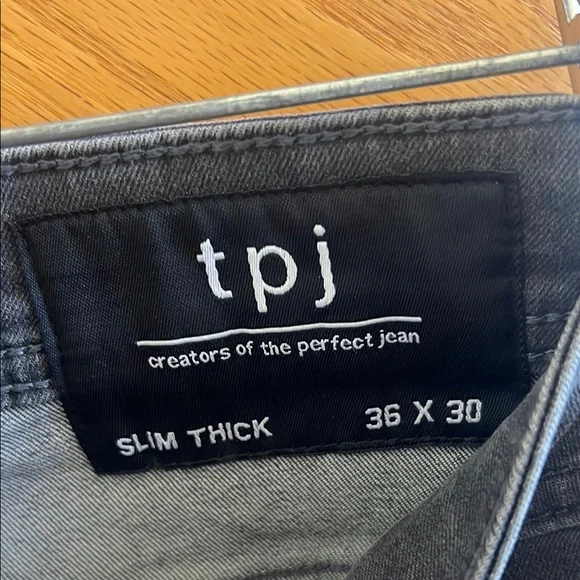 tpj
creators of the perfect jean
SLIM THICK 36 X 30